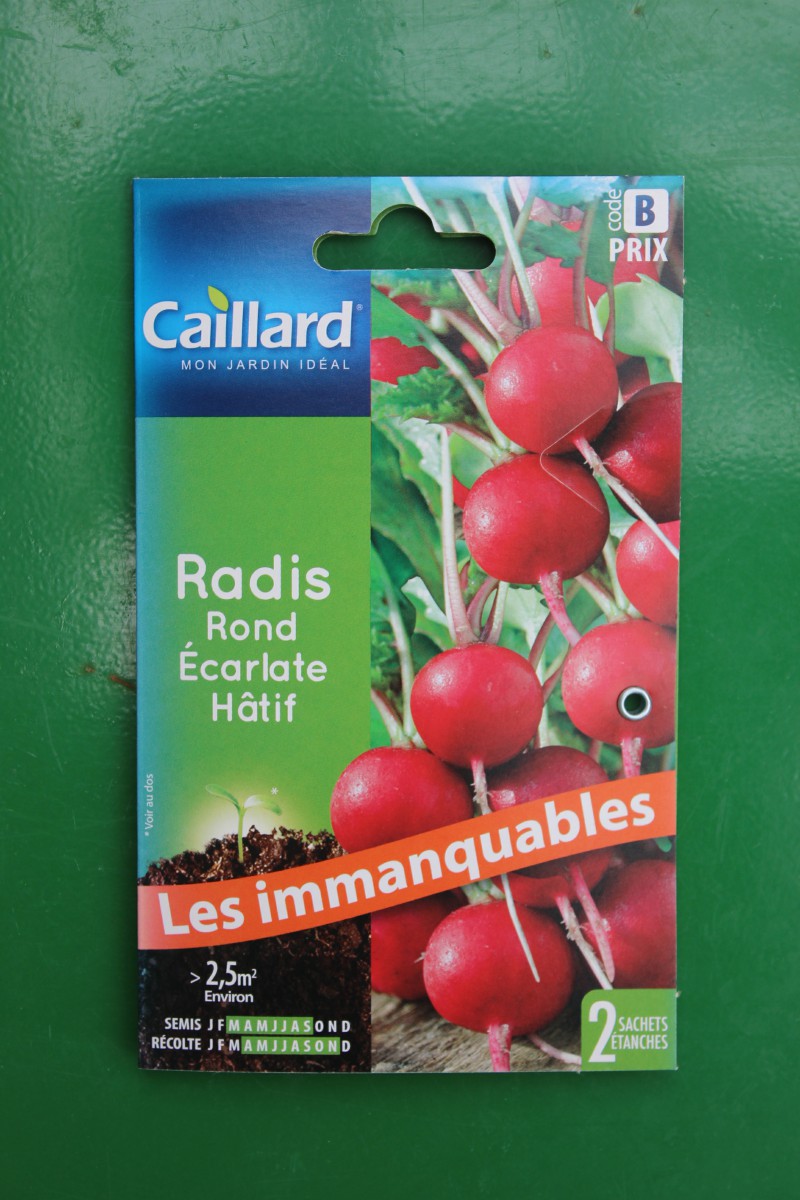 code B
PRIX
Caillard®
MON JARDIN IDÉAL
Radis
Rond
Écarlate
Hâtif
* Voir au dos
*
Les immanquables
> 2,5m²
Environ
SEMIS J F M A M J J A S O N D
RÉCOLTE J F M A M J J A S O N D
2 SACHETS
ÉTANCHES